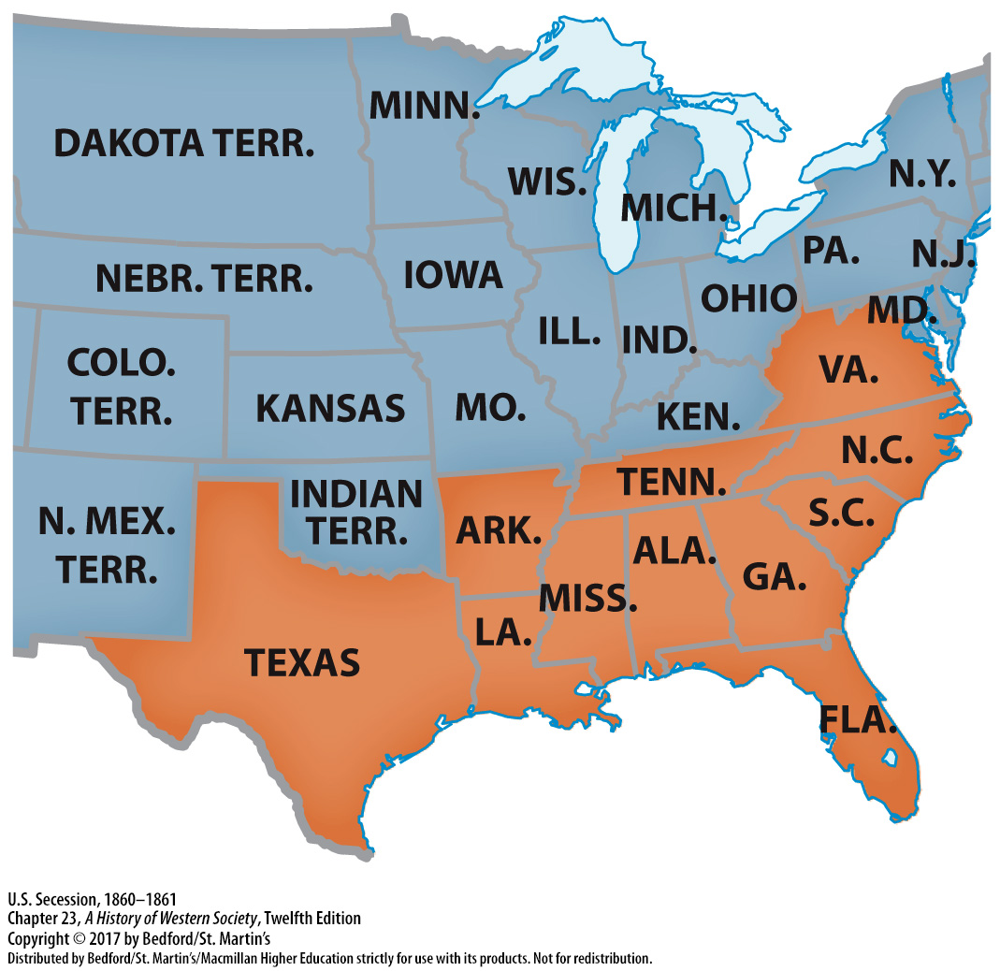 MINN.
DAKOTA TERR.
WIS.
MICH.
N.Y.
NEBR. TERR.
IOWA
PA.
N.J.
OHIO
MD.
ILL.
IND.
COLO.
TERR.
KANSAS
MO.
KEN.
VA.
N.C.
TENN.
INDIAN
TERR.
N. MEX.
TERR.
ARK.
S.C.
ALA.
GA.
MISS.
LA.
TEXAS
FLA.
U.S. Secession, 1860–1861
Chapter 23, A History of Western Society, Twelfth Edition
Copyright © 2017 by Bedford/St. Martin’s
Distributed by Bedford/St. Martin’s/Macmillan Higher Education strictly for use with its products. Not for redistribution.